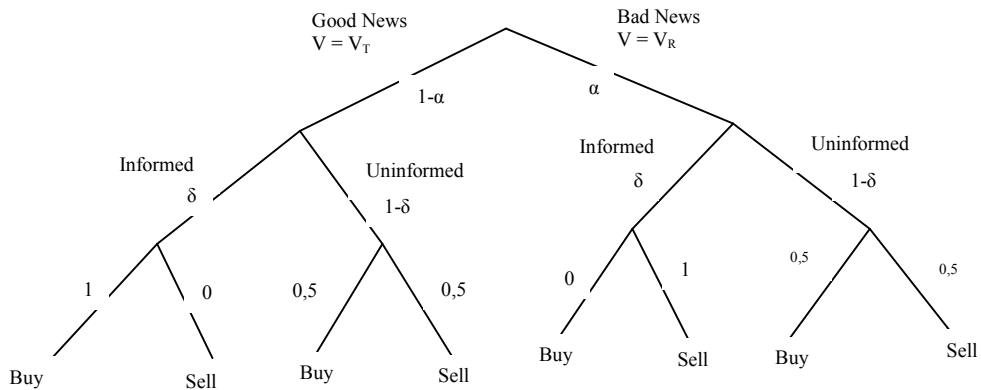 Good News
V = V_T
Bad News
V = V_R
1-α
α
Informed
δ
Uninformed
1-δ
Informed
δ
Uninformed
1-δ
1
0
0,5
0,5
0
1
0,5
0,5
Buy
Sell
Buy
Sell
Buy
Sell
Buy
Sell